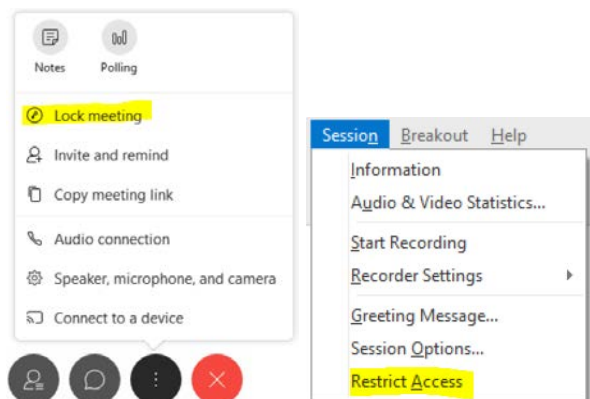 Notes Polling
Lock meeting
Invite and remind
Copy meeting link
Audio connection
Speaker, microphone, and camera
Connect to a device
Session Breakout Help
Information
Audio & Video Statistics...
Start Recording
Recorder Settings
Greeting Message...
Session Options...
Restrict Access